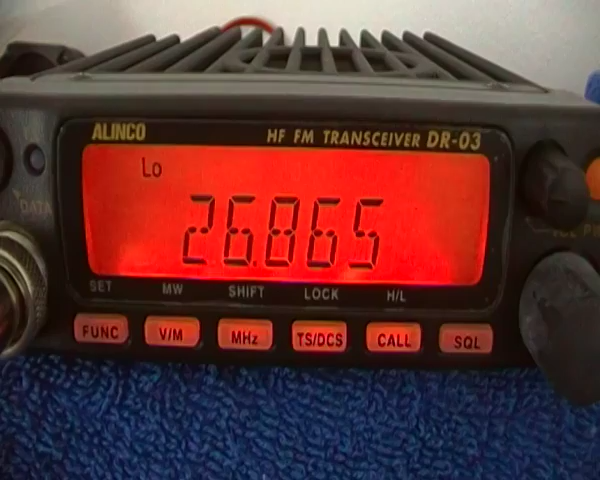 ALINCO HF FM TRANSCEIVER DR-03
Lo
26.865
DATA
SET MW SHIFT LOCK H/L
FUNC V/M MHz TS/DCS CALL SQL